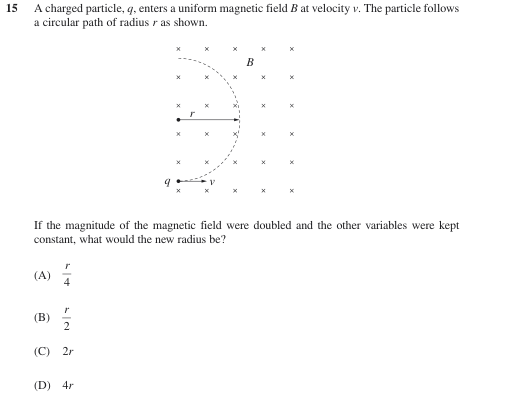 15 A charged particle, q, enters a uniform magnetic field B at velocity v. The particle follows
a circular path of radius r as shown.
B
r
q
v
If the magnitude of the magnetic field were doubled and the other variables were kept
constant, what would the new radius be?
(A) r/4
(B) r/2
(C) 2r
(D) 4r